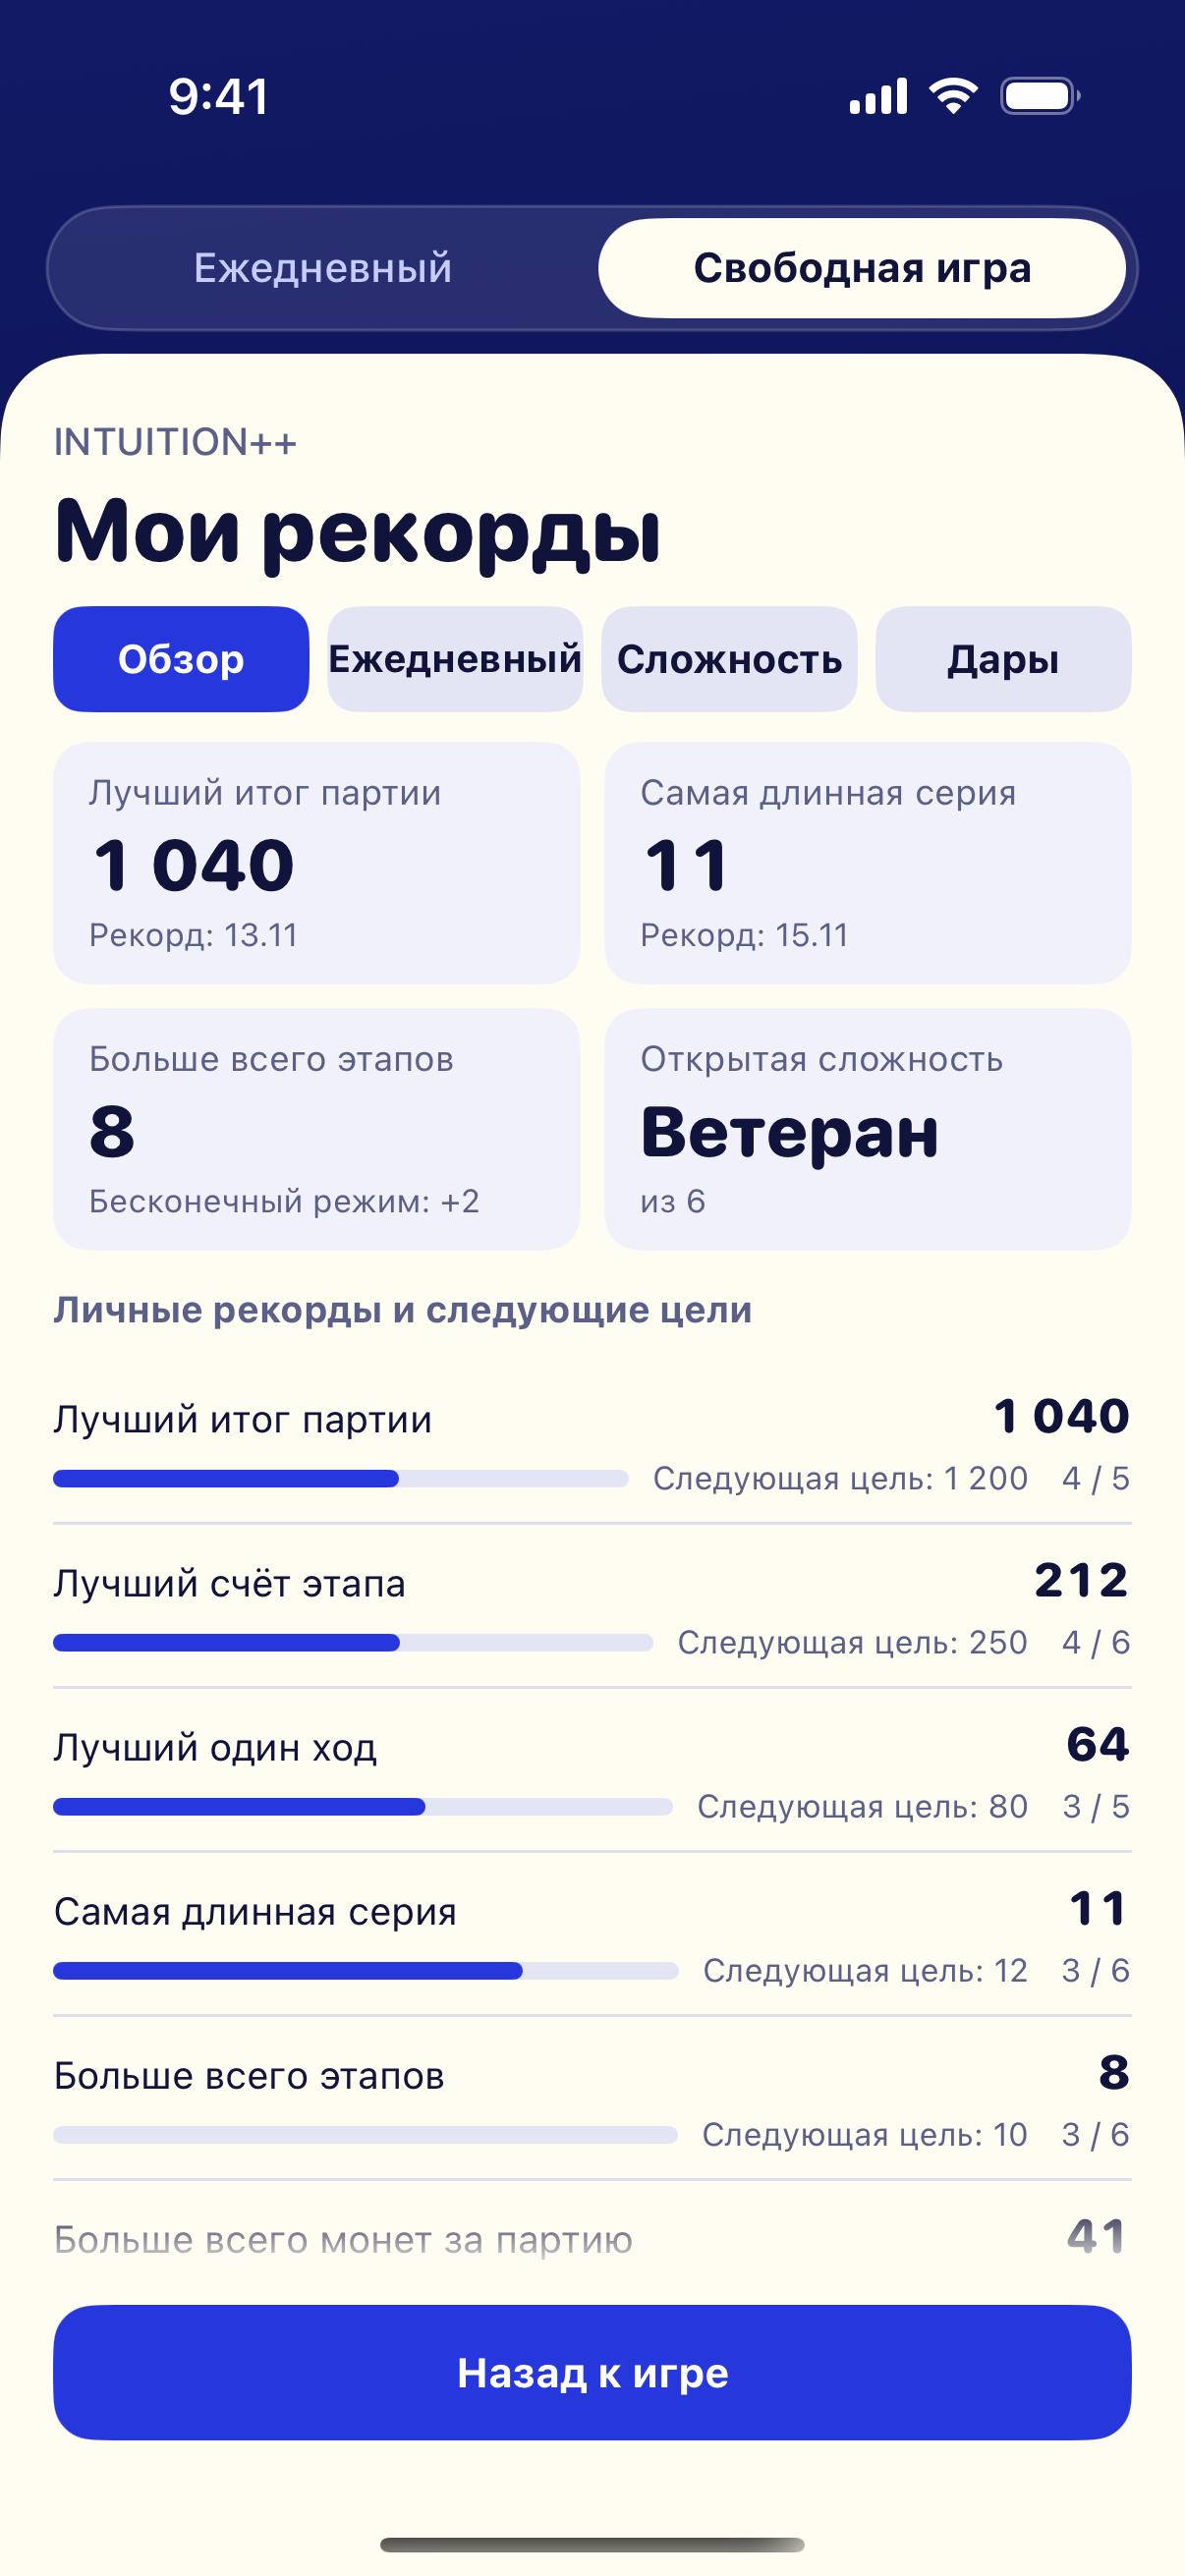 9:41
Ежедневный
Свободная игра
INTUITION++
Мои рекорды
Обзор
Ежедневный
Сложность
Дары
Лучший итог партии
1 040
Рекорд: 13.11
Самая длинная серия
11
Рекорд: 15.11
Больше всего этапов
8
Бесконечный режим: +2
Открытая сложность
Ветеран
из 6
Личные рекорды и следующие цели
Лучший итог партии 1 040
Следующая цель: 1 200 4 / 5
Лучший счёт этапа 212
Следующая цель: 250 4 / 6
Лучший один ход 64
Следующая цель: 80 3 / 5
Самая длинная серия 11
Следующая цель: 12 3 / 6
Больше всего этапов 8
Следующая цель: 10 3 / 6
Больше всего монет за партию 41
Назад к игре